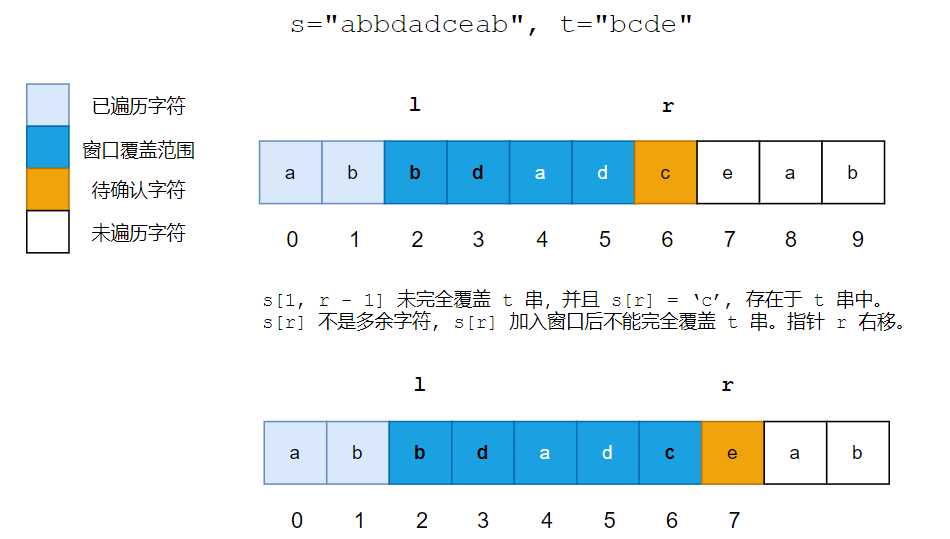 s="abbdadceab", t="bcde"
已遍历字符
窗口覆盖范围
待确认字符
未遍历字符
l r
a b b d a d c e a b
0 1 2 3 4 5 6 7 8 9
s[l, r - 1] 未完全覆盖 t 串，并且 s[r] = ‘c’, 存在于 t 串中。
s[r] 不是多余字符, s[r] 加入窗口后不能完全覆盖 t 串。指针 r 右移。
l r
a b b d a d c e a b
0 1 2 3 4 5 6 7